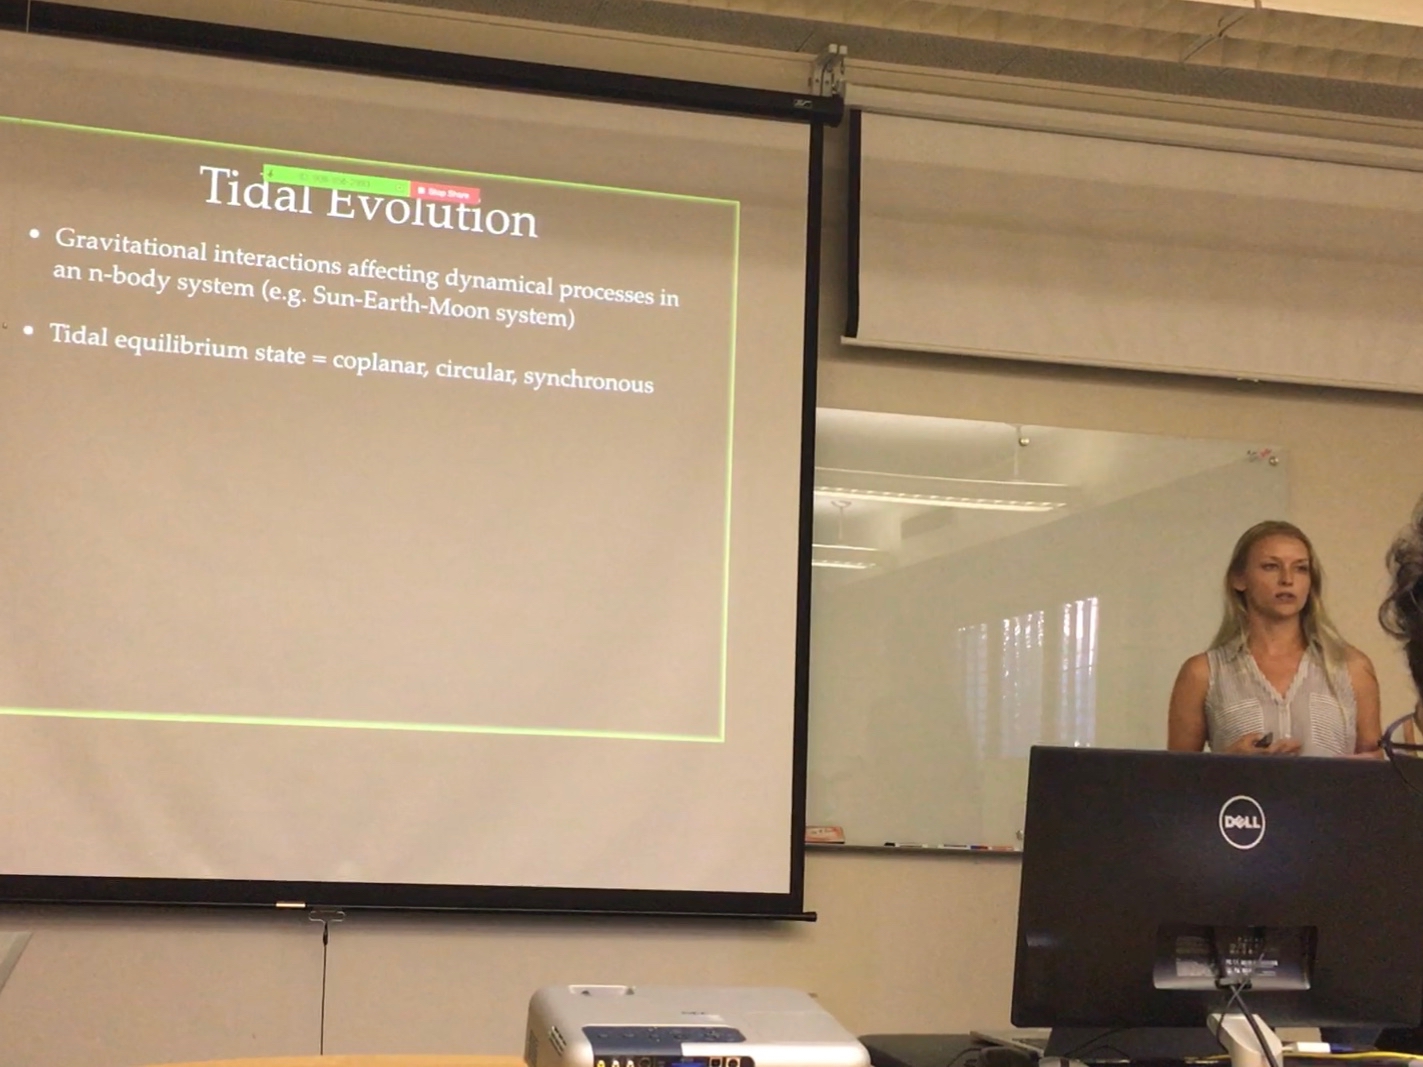 Tidal Evolution
Stop Share
• Gravitational interactions affecting dynamical processes in
an n-body system (e.g. Sun-Earth-Moon system)
• Tidal equilibrium state = coplanar, circular, synchronous
DELL